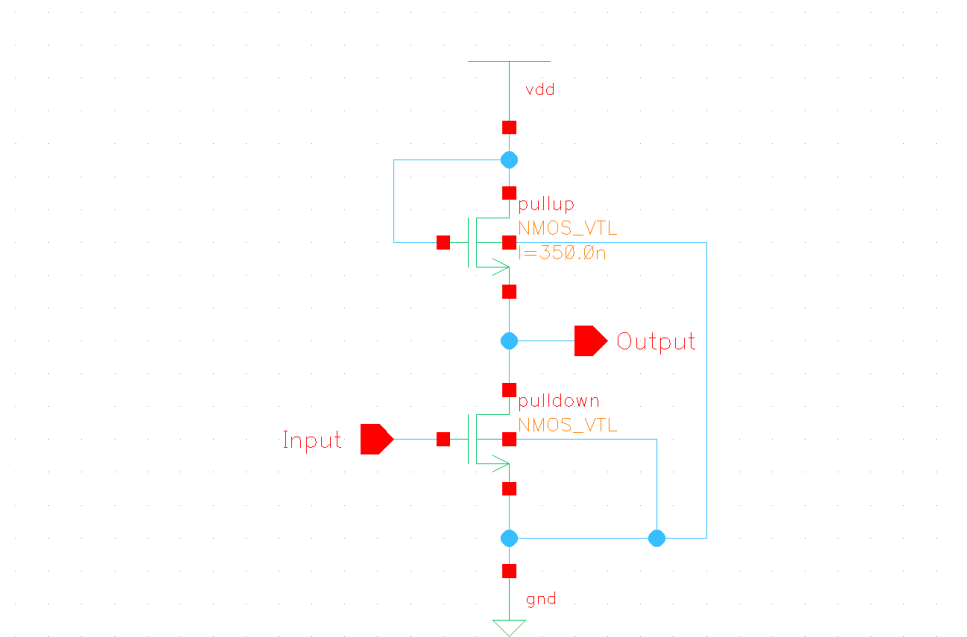 vdd
pullup
NMOS_VTL
l=350.0n
Output
pulldown
NMOS_VTL
Input
gnd